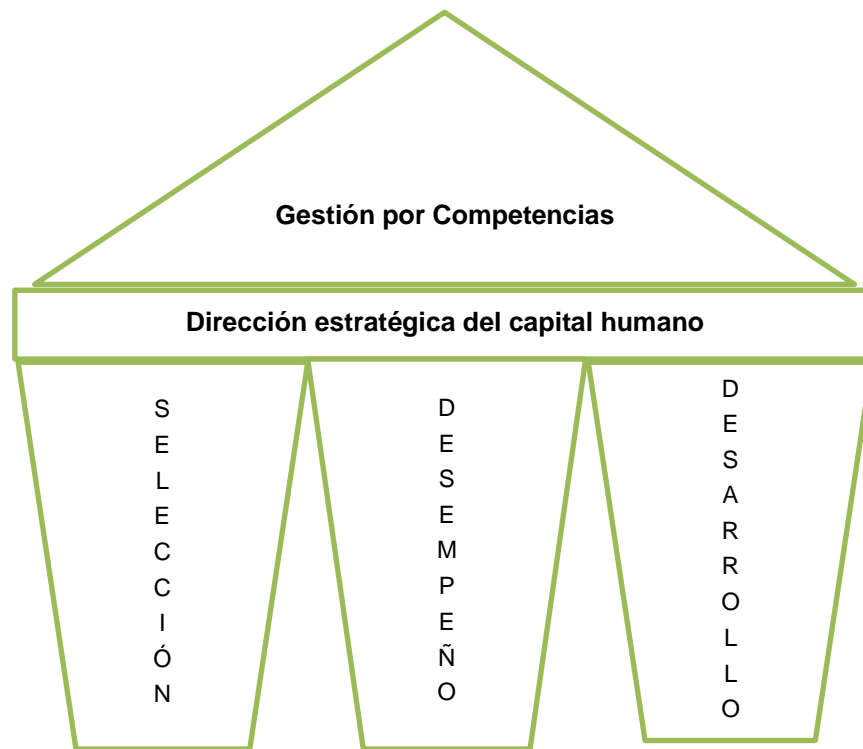 Gestión por Competencias
Dirección estratégica del capital humano
SELECCIÓN
DESEMPEÑO
DESARROLLO